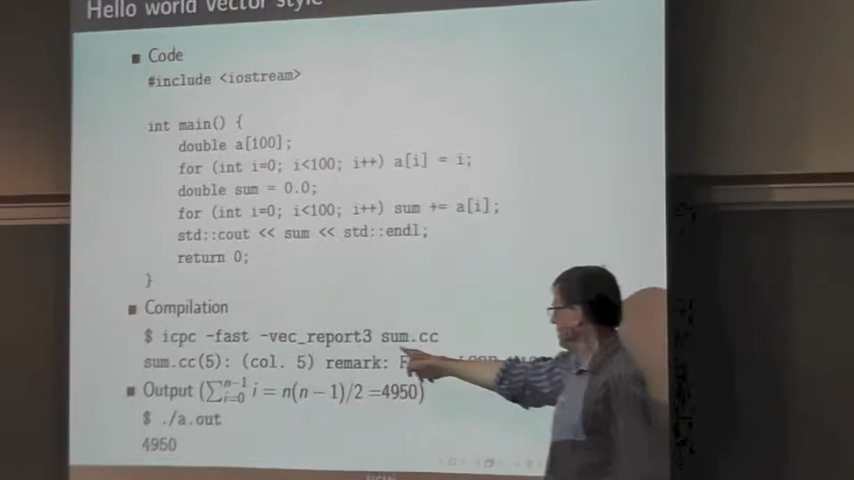 Hello world vector style
■ Code
#include <iostream>
int main() {
double a[100];
for (int i=0; i<100; i++) a[i] = i;
double sum = 0.0;
for (int i=0; i<100; i++) sum += a[i];
std::cout << sum << std::endl;
return 0;
}
■ Compilation
$ icpc -fast -vec_report3 sum.cc
sum.cc(5): (col. 5) remark:
■ Output (∑_{i=0}^{n-1} i = n(n − 1)/2 =4950)
$ ./a.out
4950